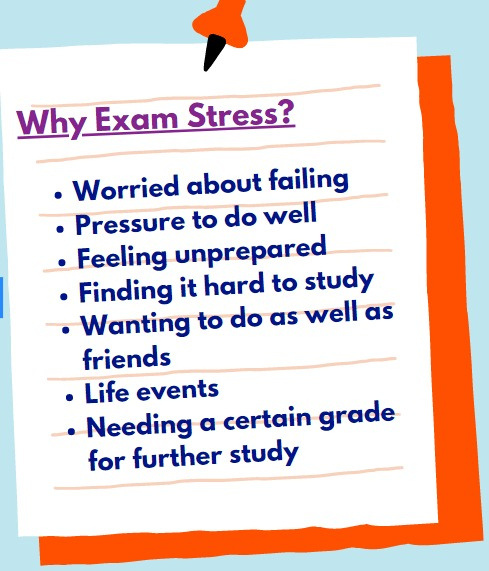 Why Exam Stress?
• Worried about failing
• Pressure to do well
• Feeling unprepared
• Finding it hard to study
• Wanting to do as well as
friends
• Life events
• Needing a certain grade
for further study